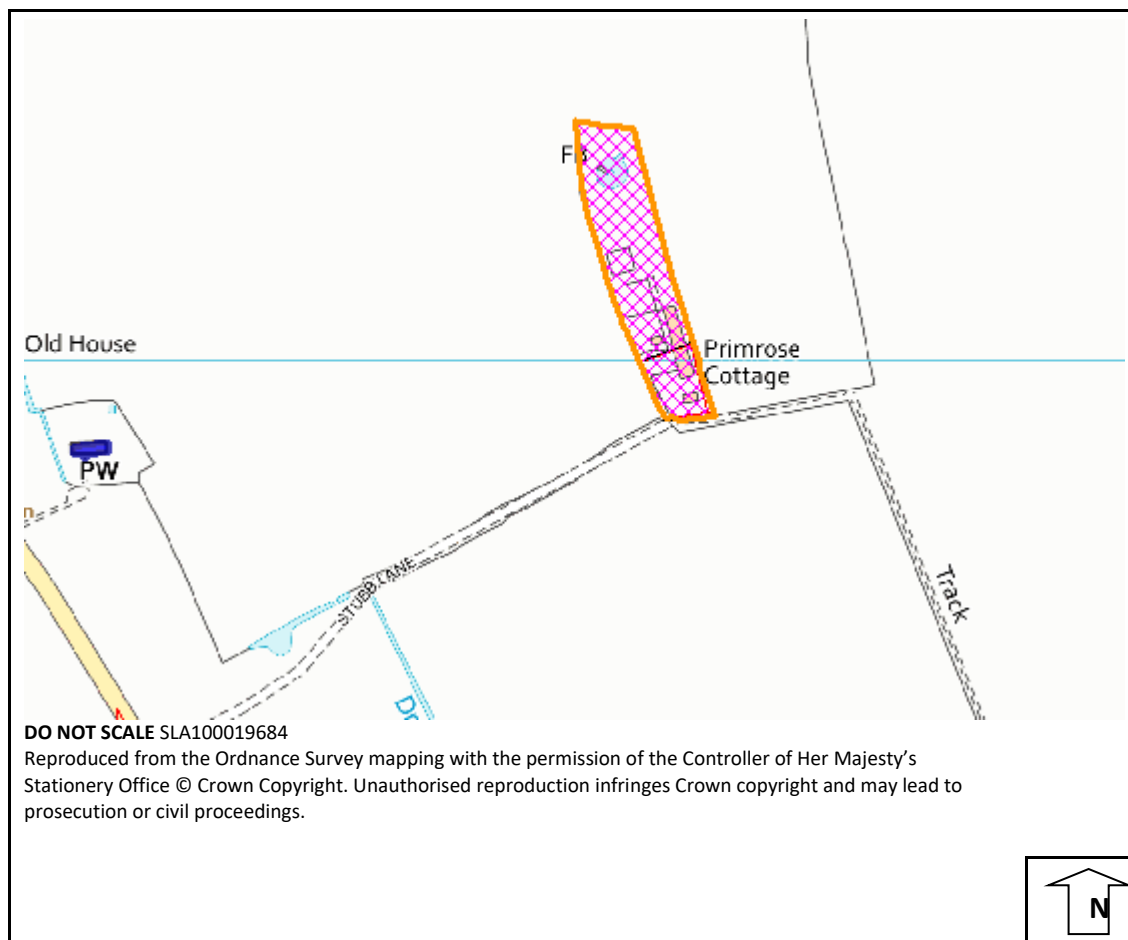 FB
Old House
Primrose
Cottage
PW
STUBB LANE
Track
DO NOT SCALE SLA100019684
Reproduced from the Ordnance Survey mapping with the permission of the Controller of Her Majesty’s
Stationery Office © Crown Copyright. Unauthorised reproduction infringes Crown copyright and may lead to
prosecution or civil proceedings.
N